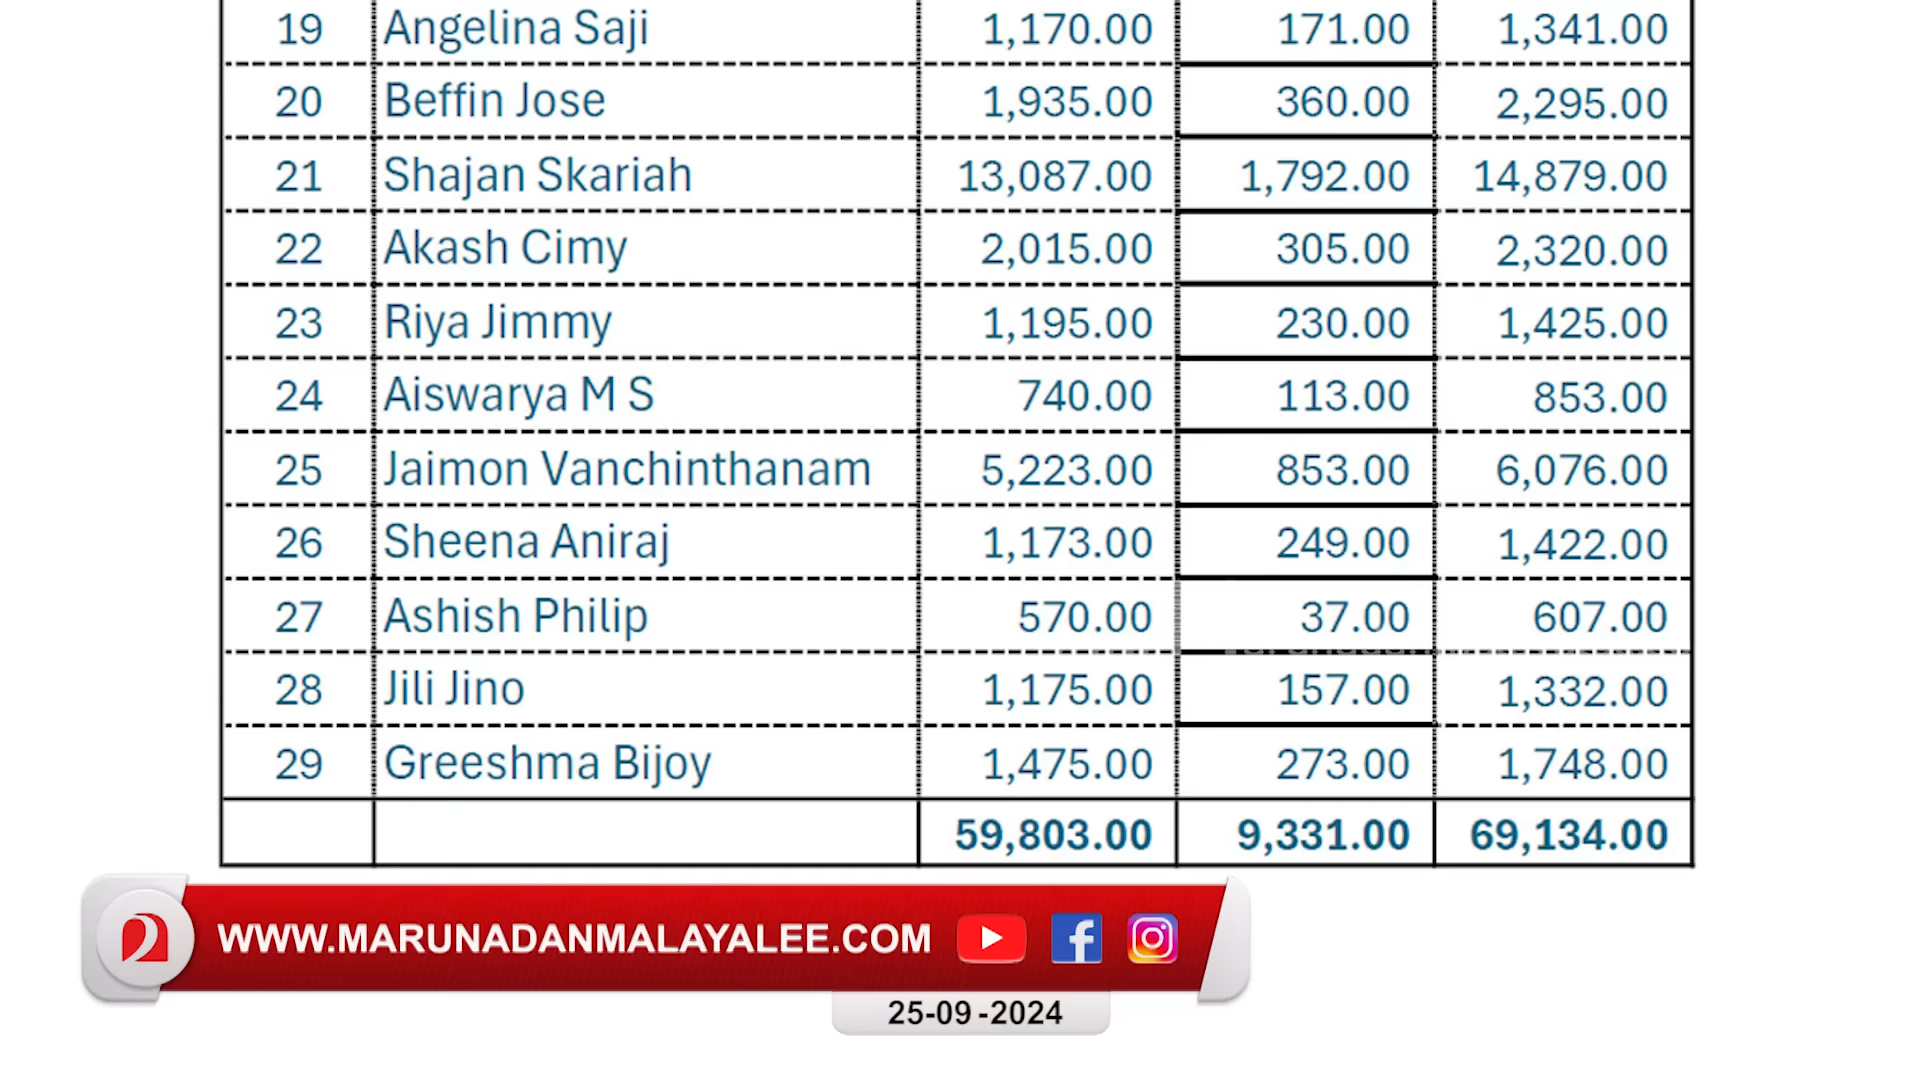 19 Angelina Saji 1,170.00 171.00 1,341.00
20 Beffin Jose 1,935.00 360.00 2,295.00
21 Shajan Skariah 13,087.00 1,792.00 14,879.00
22 Akash Cimy 2,015.00 305.00 2,320.00
23 Riya Jimmy 1,195.00 230.00 1,425.00
24 Aiswarya M S 740.00 113.00 853.00
25 Jaimon Vanchinthanam 5,223.00 853.00 6,076.00
26 Sheena Aniraj 1,173.00 249.00 1,422.00
27 Ashish Philip 570.00 37.00 607.00
28 Jili Jino 1,175.00 157.00 1,332.00
29 Greeshma Bijoy 1,475.00 273.00 1,748.00
59,803.00 9,331.00 69,134.00
WWW.MARUNADANMALAYALEE.COM
25-09-2024